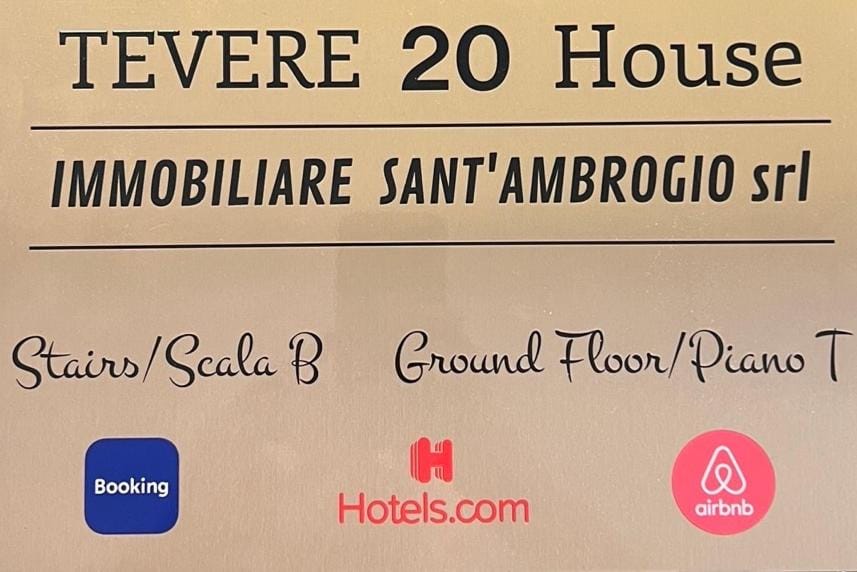 TEVERE 20 House
IMMOBILIARE SANT'AMBROGIO srl
Stairs/Scala B Ground Floor/Piano T
Booking Hotels.com airbnb